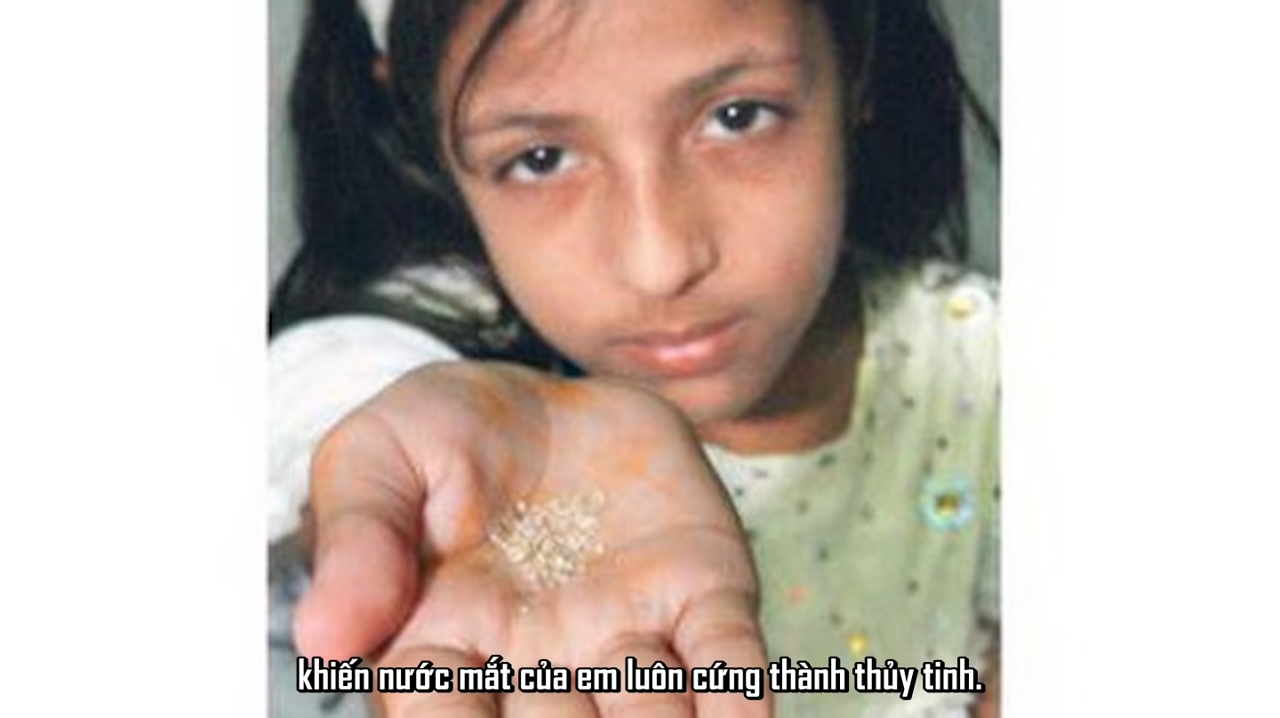 khiến nước mắt của em luôn cứng thành thủy tinh.